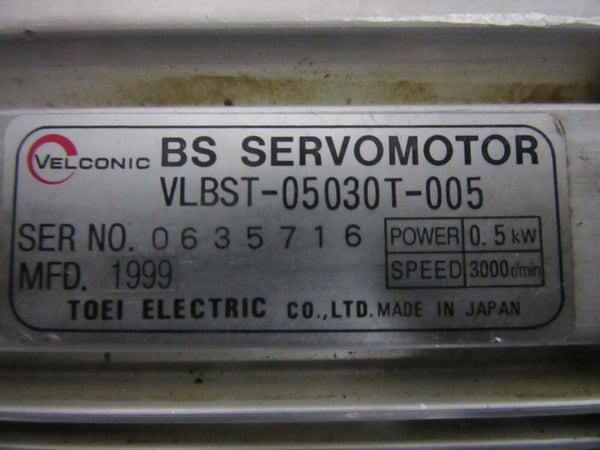 VELCONIC BS SERVOMOTOR
VLBST-05030T-005
SER NO. 0635716 POWER 0.5 kW
MFD. 1999 SPEED 3000r/min
TOEI ELECTRIC CO.,LTD. MADE IN JAPAN